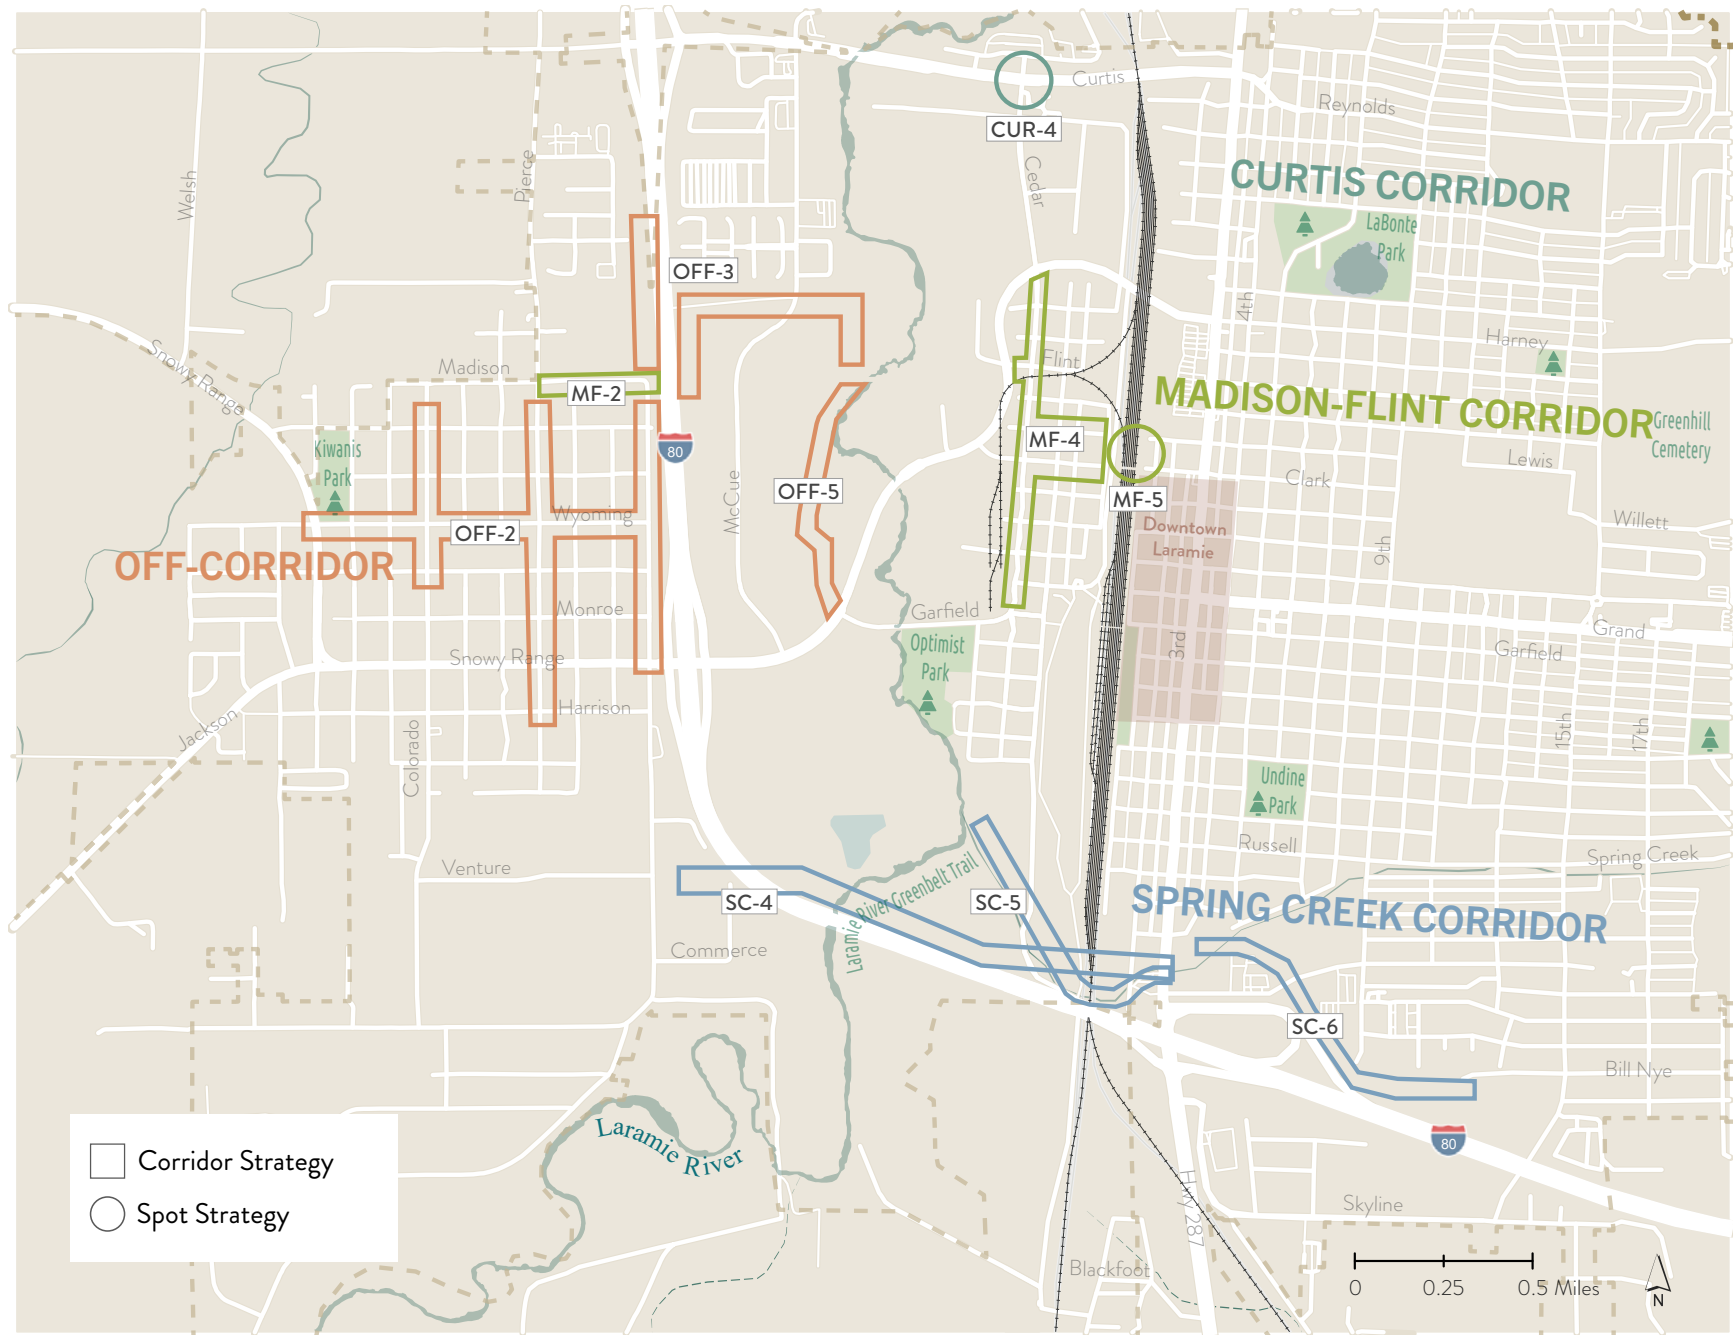 Curtis
Reynolds
CUR-4
Welsh
Pierce
Cedar
CURTIS CORRIDOR
LaBonte
Park
OFF-3
4th
Harney
Snowy Range
Madison
Flint
MF-2
MADISON-FLINT CORRIDOR
Greenhill
Cemetery
Kiwanis
Park
80
MF-4
Lewis
Clark
McCue
OFF-5
MF-5
Wyoming
OFF-2
Downtown
Laramie
Willett
9th
OFF-CORRIDOR
Monroe
Garfield
Grand
Optimist
Park
3rd
Garfield
Snowy Range
Harrison
Jackson
Colorado
15th
17th
Undine
Park
Russell
Spring Creek
Venture
Laramie River Greenbelt Trail
SC-4
SC-5
SPRING CREEK CORRIDOR
Commerce
SC-6
Bill Nye
Laramie River
80
Corridor Strategy
Spot Strategy
Hwy 287
Skyline
Blackfoot
0 0.25 0.5 Miles
N